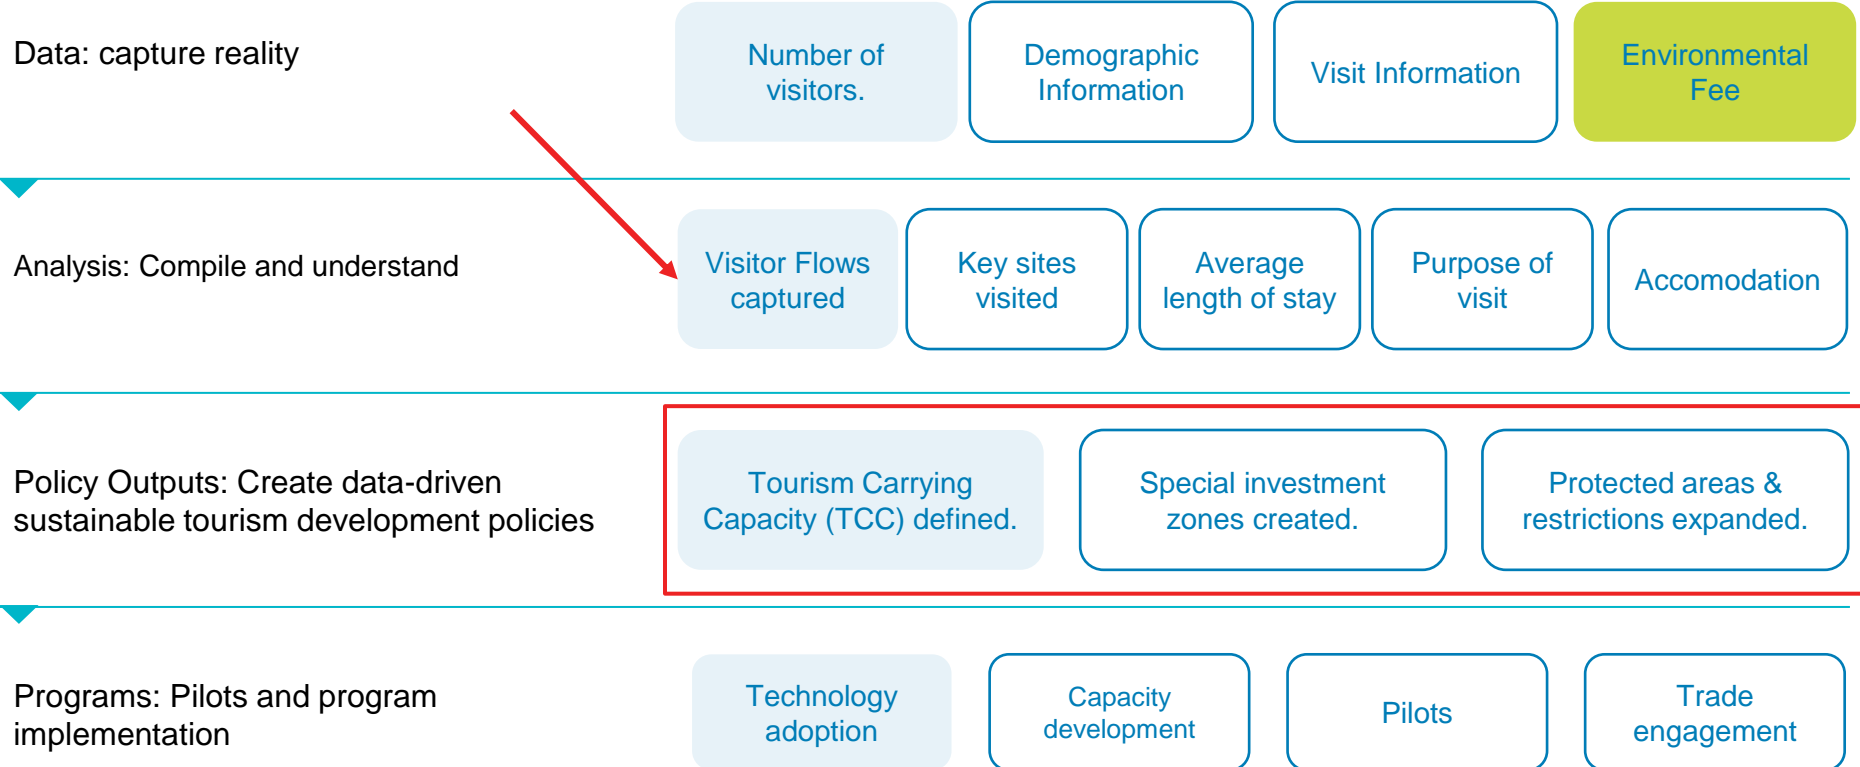 Data: capture reality
Number of
visitors.
Demographic
Information
Visit Information
Environmental
Fee
Analysis: Compile and understand
Visitor Flows
captured
Key sites
visited
Average
length of stay
Purpose of
visit
Accomodation
Policy Outputs: Create data-driven
sustainable tourism development policies
Tourism Carrying
Capacity (TCC) defined.
Special investment
zones created.
Protected areas &
restrictions expanded.
Programs: Pilots and program
implementation
Technology
adoption
Capacity
development
Pilots
Trade
engagement